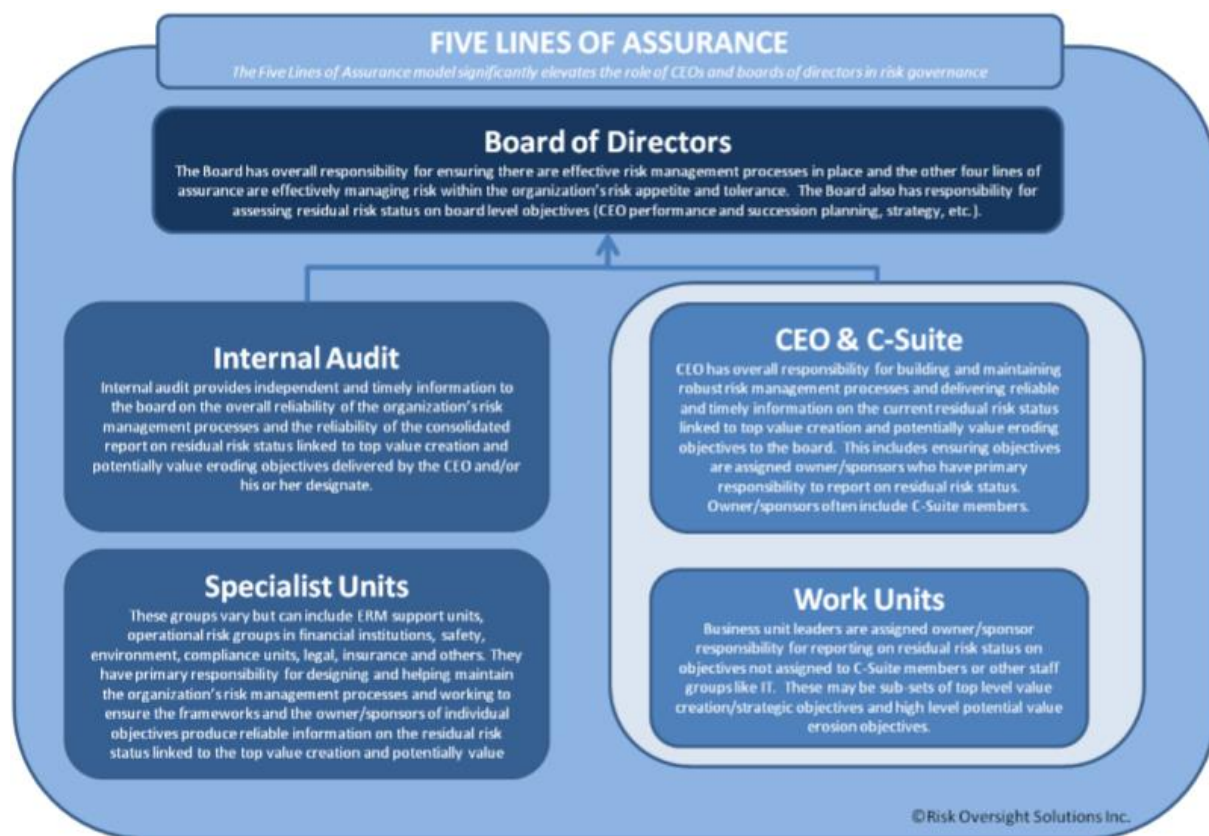 FIVE LINES OF ASSURANCE
The Five Lines of Assurance model significantly elevates the role of CEOs and boards of directors in risk governance
Board of Directors
The Board has overall responsibility for ensuring there are effective risk management processes in place and the other four lines of
assurance are effectively managing risk within the organization's risk appetite and tolerance. The Board also has responsibility for
assessing residual risk status on board level objectives (CEO performance and succession planning, strategy, etc.).
Internal Audit
Internal audit provides independent and timely information to
the board on the overall reliability of the organization's risk
management processes and the reliability of the consolidated
report on residual risk status linked to top value creation and
potentially value eroding objectives delivered by the CEO and/or
his or her designate.
CEO & C-Suite
CEO has overall responsibility for building and maintaining
robust risk management processes and delivering reliable
and timely information on the current residual risk status
linked to top value creation and potentially value eroding
objectives to the board. This includes ensuring objectives
are assigned owner/sponsors who have primary
responsibility to report on residual risk status.
Owner/sponsors often include C-Suite members.
Specialist Units
These groups vary but can include ERM support units,
operational risk groups in financial institutions, safety,
environment, compliance units, legal, insurance and others. They
have primary responsibility for designing and helping maintain
the organization's risk management processes and working to
ensure the frameworks and the owner/sponsors of individual
objectives produce reliable information on the residual risk
status linked to the top value creation and potentially value
Work Units
Business unit leaders are assigned owner/sponsor
responsibility for reporting on residual risk status on
objectives not assigned to C-Suite members or other staff
groups like IT. These may be sub-sets of top level value
creation/strategic objectives and high level potential value
erosion objectives.
©Risk Oversight Solutions Inc.